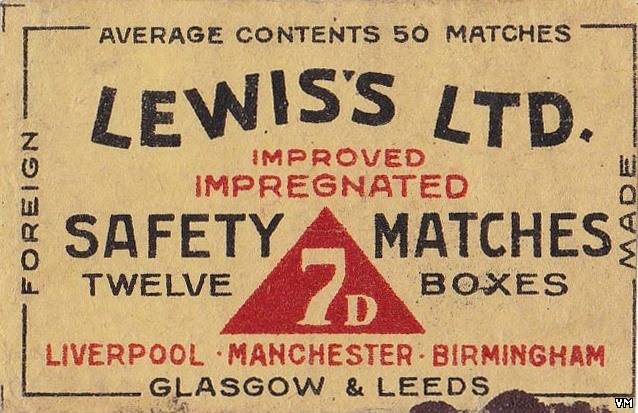 AVERAGE CONTENTS 50 MATCHES
LEWIS'S LTD.
IMPROVED
IMPREGNATED
SAFETY MATCHES
TWELVE 7D BOXES
LIVERPOOL · MANCHESTER · BIRMINGHAM
GLASGOW & LEEDS
FOREIGN
MADE
VM